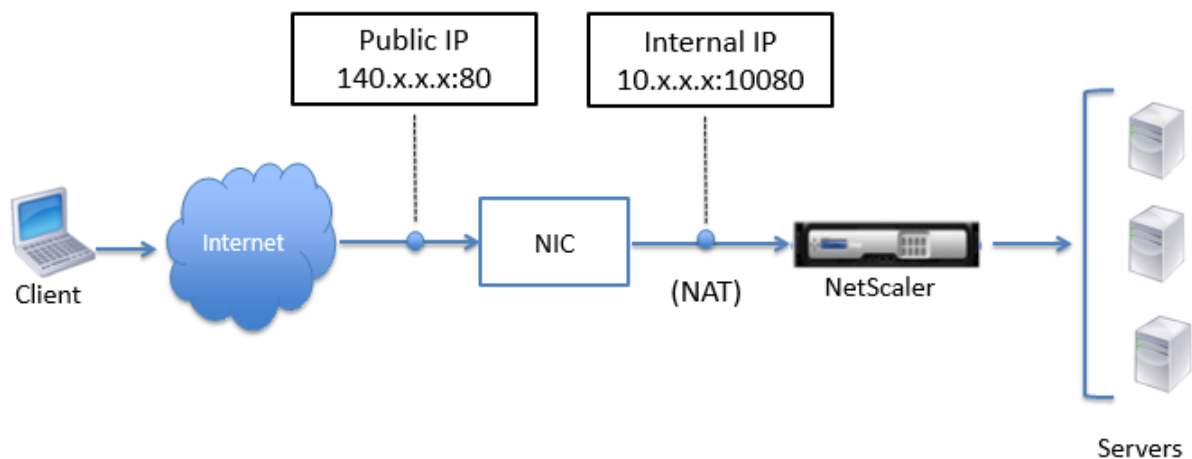 Public IP
140.x.x.x:80
Internal IP
10.x.x.x:10080
Internet
NIC
(NAT)
NetScaler
Client
Servers